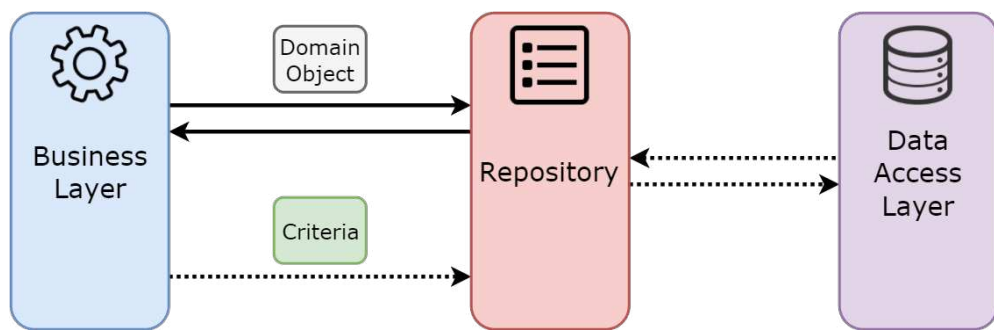 Business
Layer
Domain
Object
Criteria
Repository
Data
Access
Layer